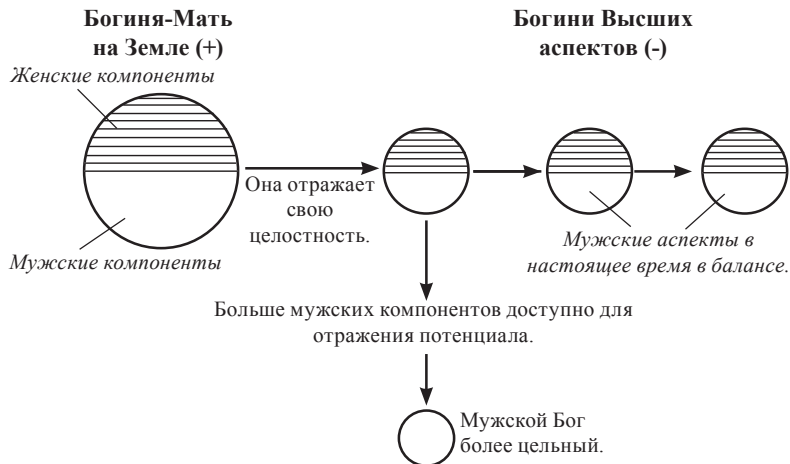 Богиня-Мать
на Земле (+)
Богини Высших
аспектов (-)
Женские компоненты
Она отражает
свою
целостность.
Мужские компоненты
Мужские аспекты в
настоящее время в балансе.
Больше мужских компонентов доступно для
отражения потенциала.
Мужской Бог
более цельный.